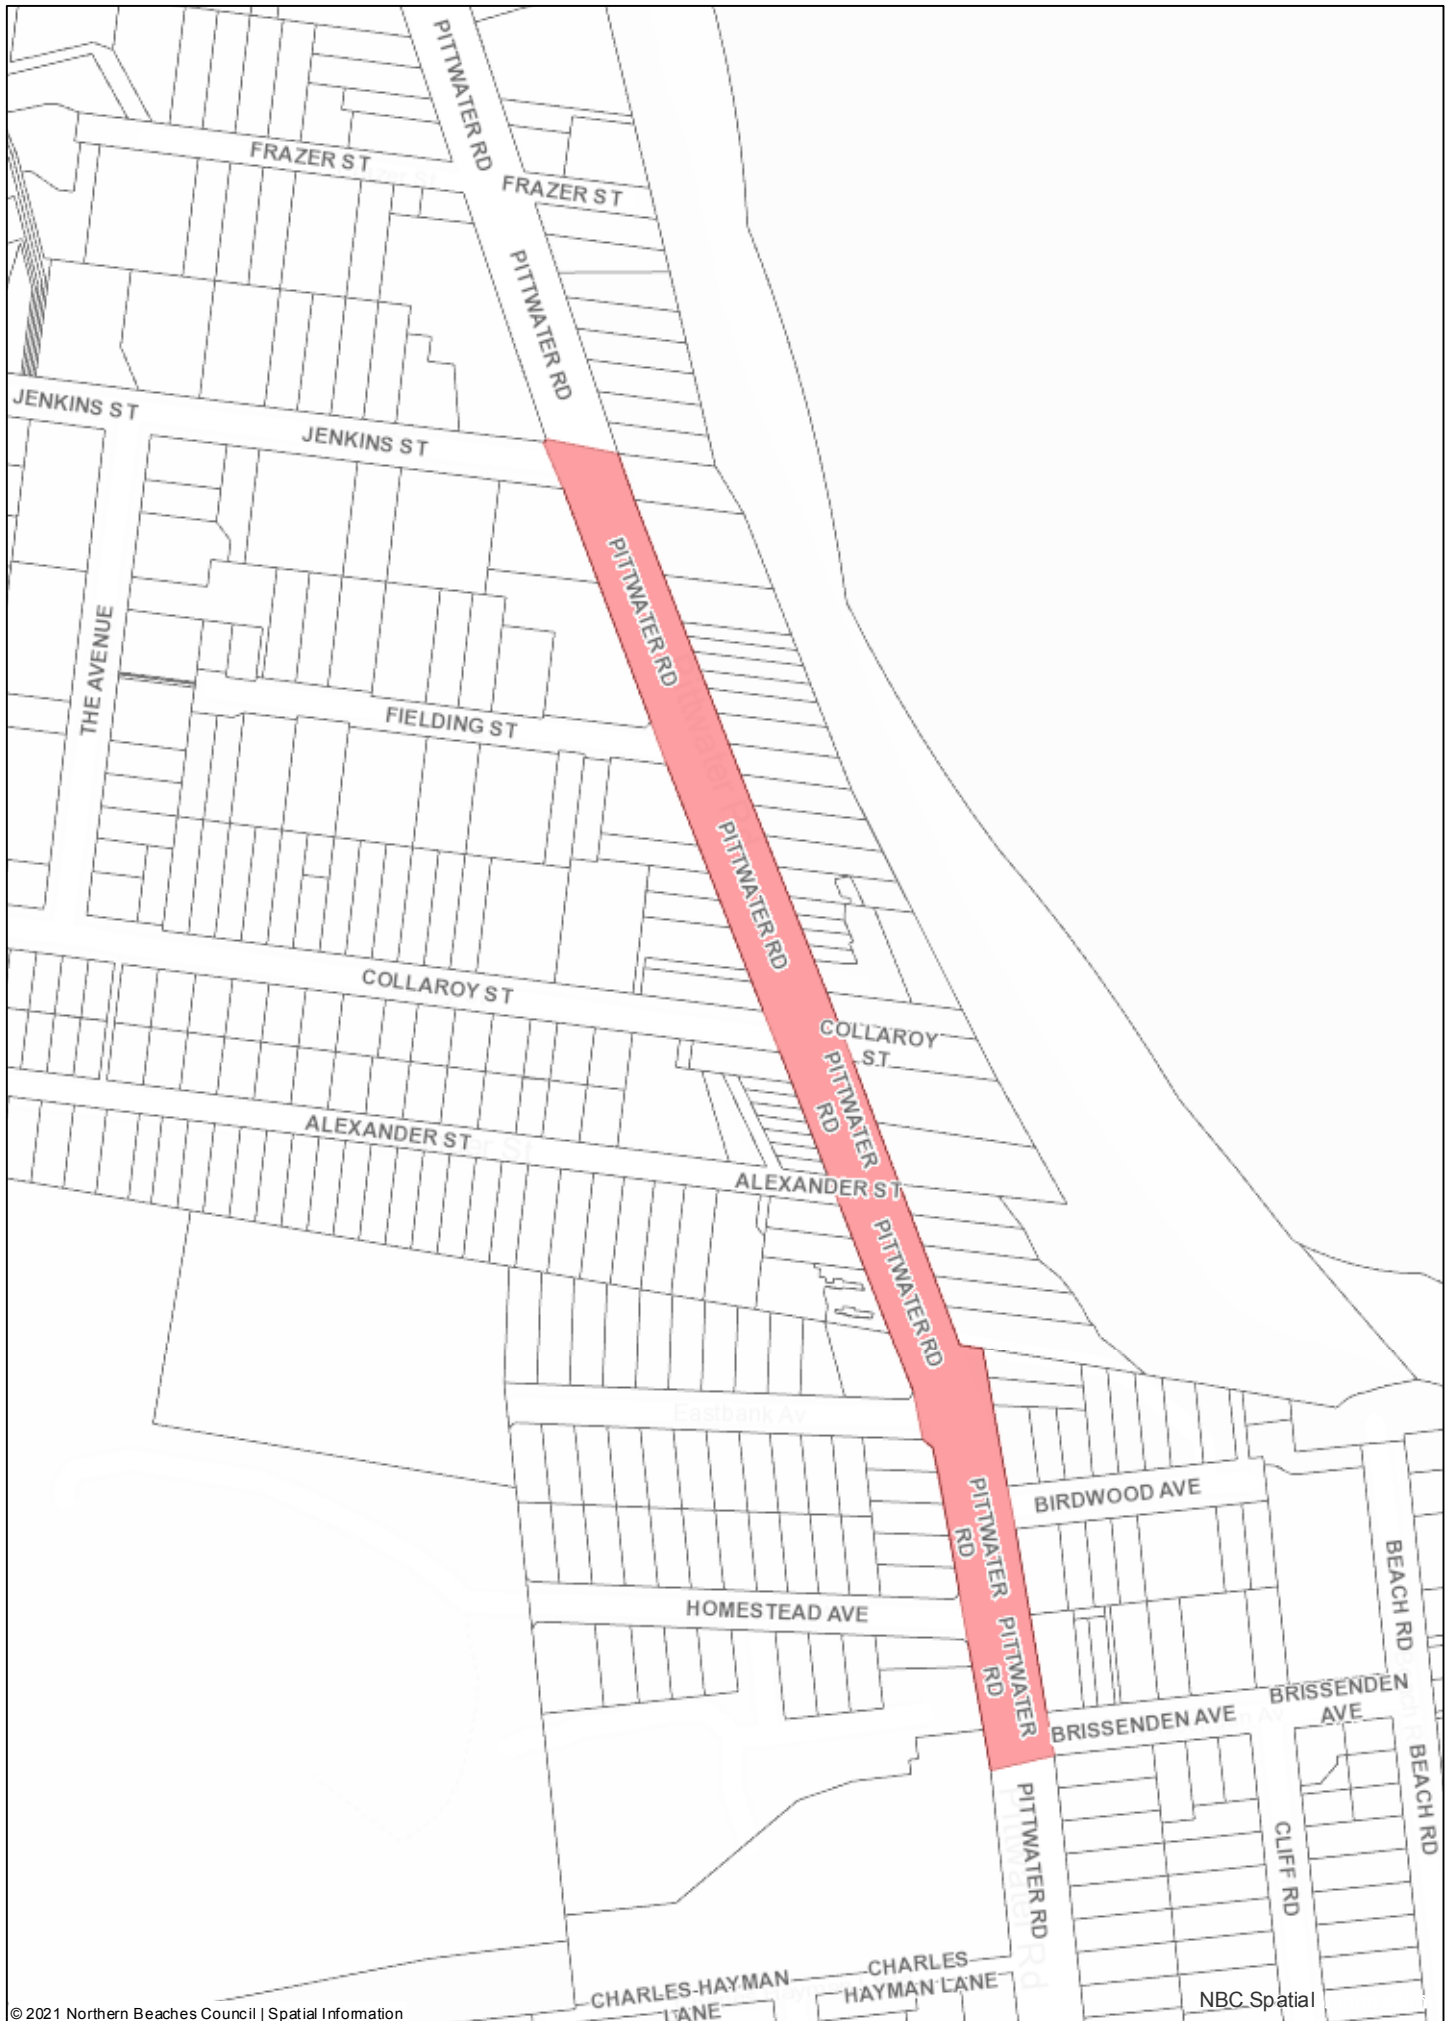 PITTWATER RD
FRAZER ST
FRAZER ST
PITTWATER RD
JENKINS ST
JENKINS ST
PITTWATER RD
THE AVENUE
FIELDING ST
Pittwater
PITTWATER RD
COLLAROY ST
COLLAROY
ST
PITTWATER
RD
ALEXANDER ST
ALEXANDER ST
PITTWATER RD
Eastbank Av
PITTWATER
RD
BIRDWOOD AVE
BEACH RD
HOMESTEAD AVE
PITTWATER
RD
BRISSENDEN AVE
BRISSENDEN
AVE
PITTWATER RD
Pittwater Rd
CLIFF RD
BEACH RD
CHARLES HAYMAN
LANE
CHARLES
HAYMAN LANE
NBC Spatial
© 2021 Northern Beaches Council | Spatial Information